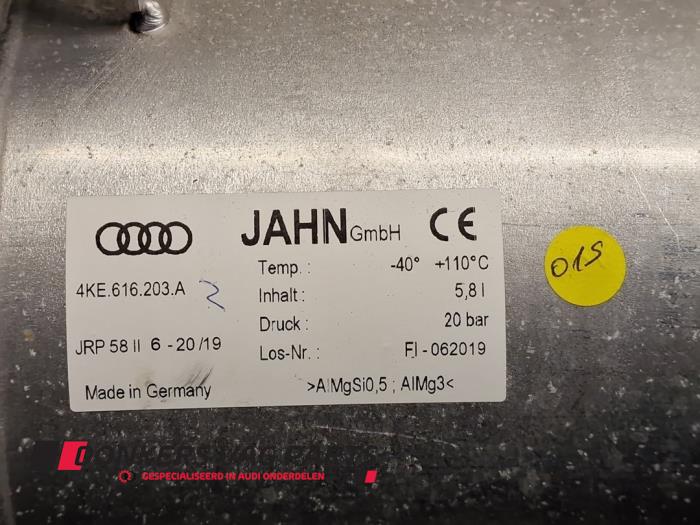 JAHN GmbH CE
4KE.616.203.A
Temp.: -40° +110°C
Inhalt: 5,8 l
Druck: 20 bar
JRP 58 II 6 - 20/19
Los-Nr.: FI - 062019
Made in Germany
>AlMgSi0,5 ; AlMg3<
015
GESPECIALISEERD IN AUDI ONDERDELEN